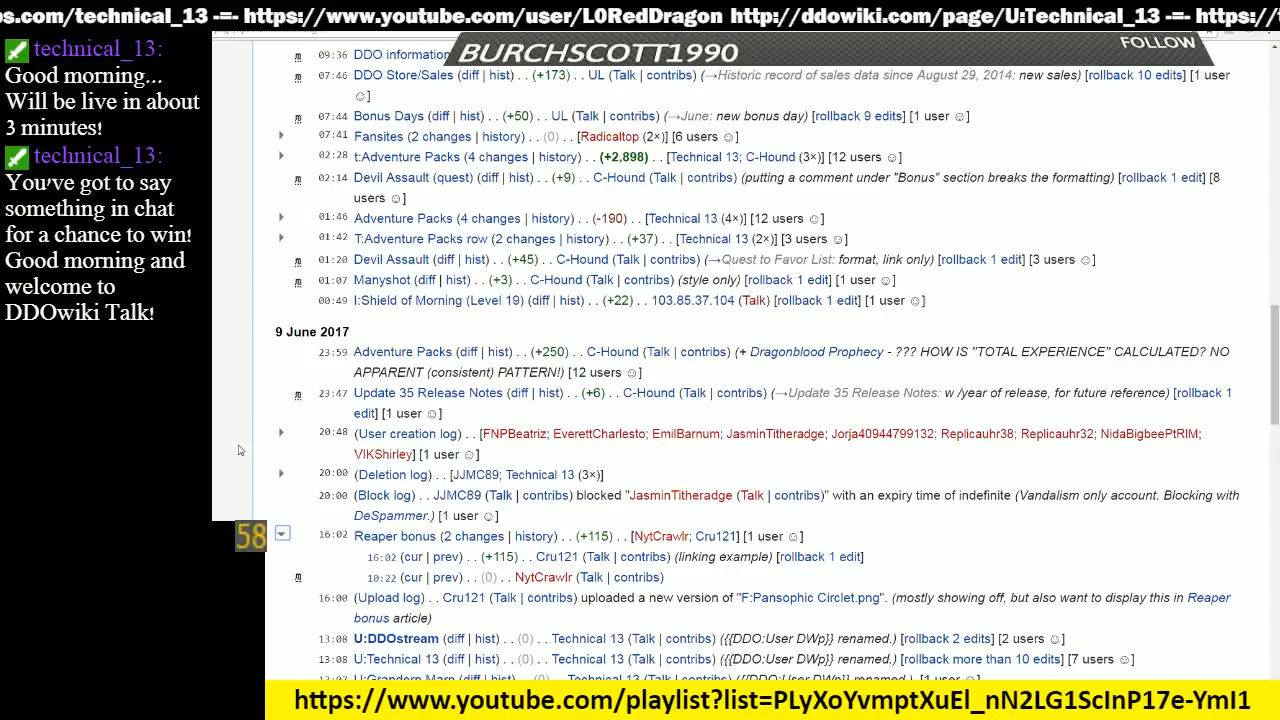 s.com/technical_13 -=- https://www.youtube.com/user/L0RedDragon http://ddowiki.com/page/U:Technical_13 -=- https://
technical_13:
Good morning...
Will be live in about
3 minutes!
technical_13:
You've got to say
something in chat
for a chance to win!
Good morning and
welcome to
DDOwiki Talk!
BURCHSCOTT1990
FOLLOW
m 09:36 DDO information
m 07:46 DDO Store/Sales (diff | hist) . . (+173) . . UL (Talk | contribs) (→Historic record of sales data since August 29, 2014: new sales) [rollback 10 edits] [1 user
☺]
m 07:44 Bonus Days (diff | hist) . . (+50) . . UL (Talk | contribs) (→June: new bonus day) [rollback 9 edits] [1 user ☺]
07:41 Fansites (2 changes | history) . . (0) . . [Radicaltop (2×)] [6 users ☺]
02:28 t:Adventure Packs (4 changes | history) . . (+2,898) . . [Technical 13; C-Hound (3×)] [12 users ☺]
m 02:14 Devil Assault (quest) (diff | hist) . . (+9) . . C-Hound (Talk | contribs) (putting a comment under "Bonus" section breaks the formatting) [rollback 1 edit] [8
users ☺]
01:46 Adventure Packs (4 changes | history) . . (-190) . . [Technical 13 (4×)] [12 users ☺]
01:42 T:Adventure Packs row (2 changes | history) . . (+37) . . [Technical 13 (2×)] [3 users ☺]
m 01:20 Devil Assault (diff | hist) . . (+45) . . C-Hound (Talk | contribs) (→Quest to Favor List: format, link only) [rollback 1 edit] [3 users ☺]
m 01:07 Manyshot (diff | hist) . . (+3) . . C-Hound (Talk | contribs) (style only) [rollback 1 edit] [1 user ☺]
00:49 I:Shield of Morning (Level 19) (diff | hist) . . (+22) . . 103.85.37.104 (Talk) [rollback 1 edit] [1 user ☺]
9 June 2017
23:59 Adventure Packs (diff | hist) . . (+250) . . C-Hound (Talk | contribs) (+ Dragonblood Prophecy - ??? HOW IS "TOTAL EXPERIENCE" CALCULATED? NO
APPARENT (consistent) PATTERN!) [12 users ☺]
m 23:47 Update 35 Release Notes (diff | hist) . . (+6) . . C-Hound (Talk | contribs) (→Update 35 Release Notes: w /year of release, for future reference) [rollback 1
edit] [1 user ☺]
20:48 (User creation log) . . [FNPBeatriz; EverettCharlesto; EmilBarnum; JasminTitheradge; Jorja40944799132; Replicauhr38; Replicauhr32; NidaBigbeePtRlM;
VIKShirley] [1 user ☺]
20:00 (Deletion log) . . [JJMC89; Technical 13 (3×)]
20:00 (Block log) . . JJMC89 (Talk | contribs) blocked "JasminTitheradge (Talk | contribs)" with an expiry time of indefinite (Vandalism only account. Blocking with
DeSpammer.) [1 user ☺]
58
16:02 Reaper bonus (2 changes | history) . . (+115) . . [NytCrawlr; Cru121] [1 user ☺]
16:02 (cur | prev) . . (+115) . . Cru121 (Talk | contribs) (linking example) [rollback 1 edit]
m 10:22 (cur | prev) . . (0) . . NytCrawlr (Talk | contribs)
16:00 (Upload log) . . Cru121 (Talk | contribs) uploaded a new version of "F:Pansophic Circlet.png". (mostly showing off, but also want to display this in Reaper
bonus article)
13:08 U:DDOstream (diff | hist) . . (0) . . Technical 13 (Talk | contribs) ({{DDO:User DWp}} renamed.) [rollback 2 edits] [2 users ☺]
13:08 U:Technical 13 (diff | hist) . . (0) . . Technical 13 (Talk | contribs) ({{DDO:User DWp}} renamed.) [rollback more than 10 edits] [7 users ☺]
https://www.youtube.com/playlist?list=PLyXoYvmptXuEl_nN2LG1ScInP17e-YmI1